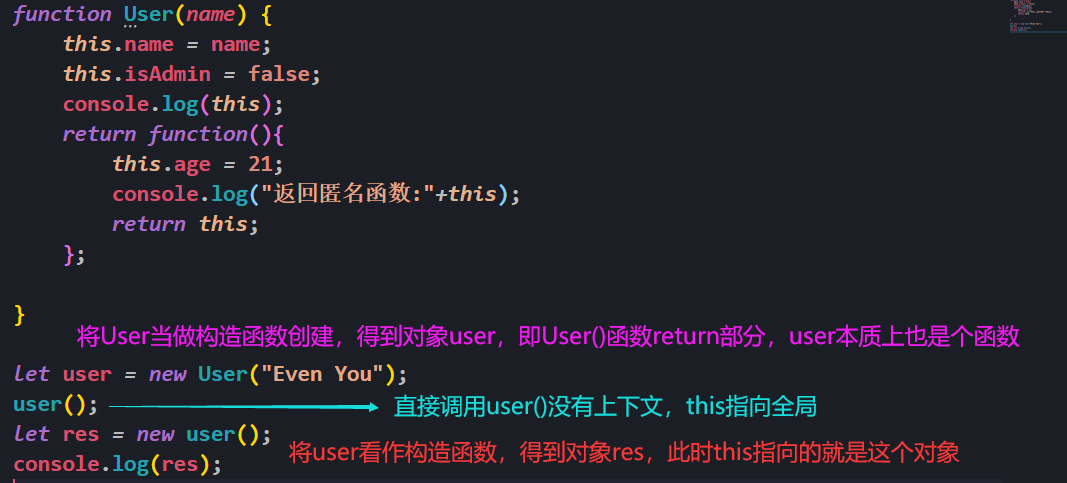 function User(name) {
    this.name = name;
    this.isAdmin = false;
    console.log(this);
    return function(){
        this.age = 21;
        console.log("返回匿名函数:"+this);
        return this;
    };
}
将User当做构造函数创建，得到对象user，即User()函数return部分，user本质上也是个函数
let user = new User("Even You");
user(); 直接调用user()没有上下文，this指向全局
let res = new user();
将user看作构造函数，得到对象res，此时this指向的就是这个对象
console.log(res);